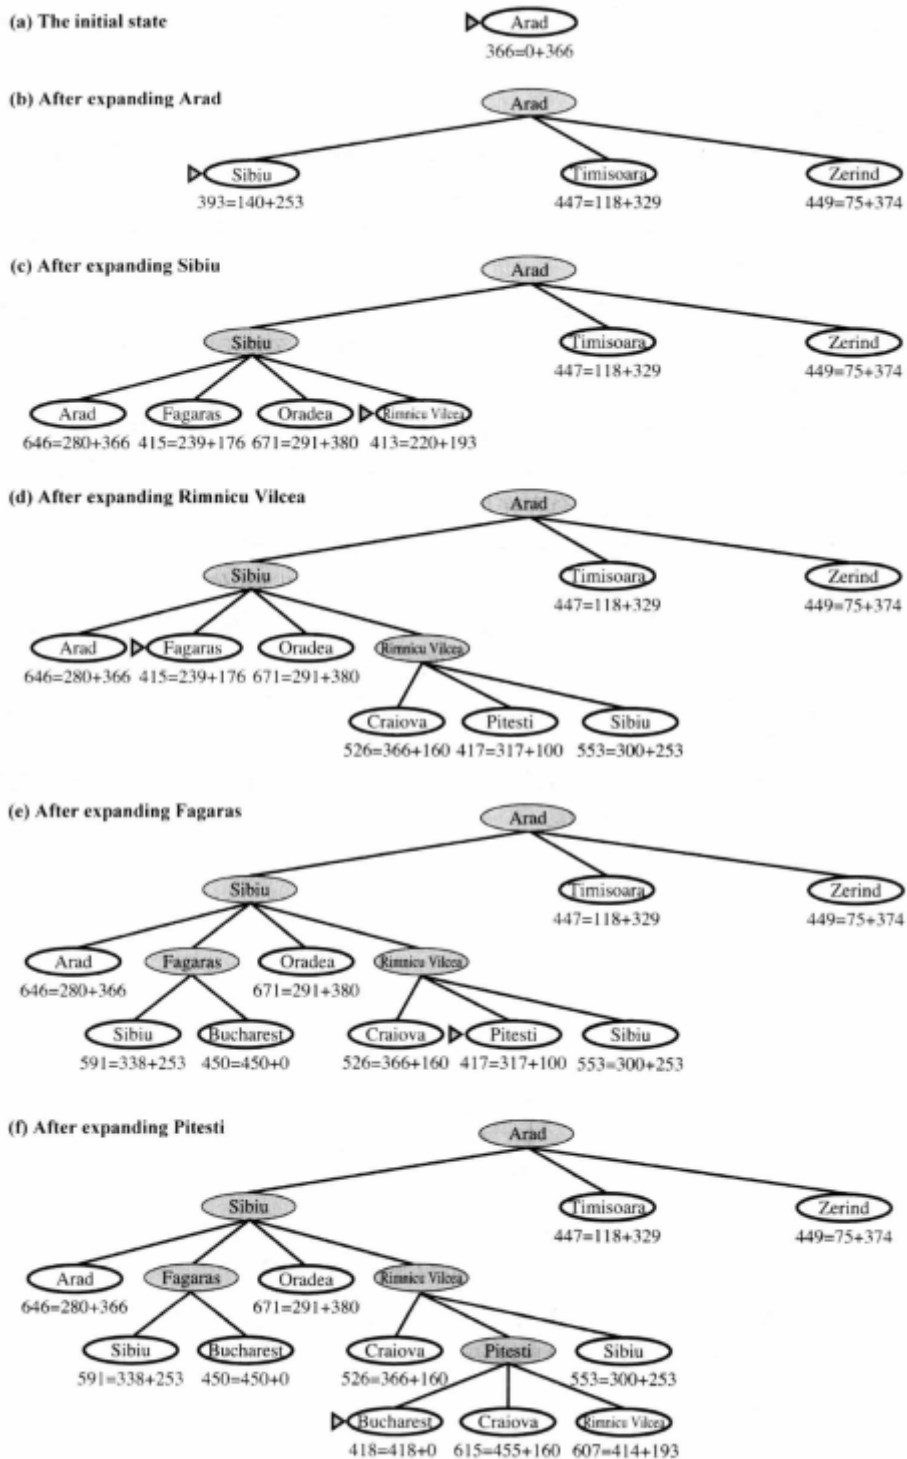 (a) The initial state
Arad
366=0+366
(b) After expanding Arad
Arad
Sibiu Timisoara Zerind
393=140+253 447=118+329 449=75+374
(c) After expanding Sibiu
Arad
Sibiu Timisoara Zerind
447=118+329 449=75+374
Arad Fagaras Oradea Rimnicu Vilcea
646=280+366 415=239+176 671=291+380 413=220+193
(d) After expanding Rimnicu Vilcea
Arad
Sibiu Timisoara Zerind
447=118+329 449=75+374
Arad Fagaras Oradea Rimnicu Vilcea
646=280+366 415=239+176 671=291+380
Craiova Pitesti Sibiu
526=366+160 417=317+100 553=300+253
(e) After expanding Fagaras
Arad
Sibiu Timisoara Zerind
447=118+329 449=75+374
Arad Fagaras Oradea Rimnicu Vilcea
646=280+366 671=291+380
Sibiu Bucharest Craiova Pitesti Sibiu
591=338+253 450=450+0 526=366+160 417=317+100 553=300+253
(f) After expanding Pitesti
Arad
Sibiu Timisoara Zerind
447=118+329 449=75+374
Arad Fagaras Oradea Rimnicu Vilcea
646=280+366 671=291+380
Sibiu Bucharest Craiova Pitesti Sibiu
591=338+253 450=450+0 526=366+160 553=300+253
Bucharest Craiova Rimnicu Vilcea
418=418+0 615=455+160 607=414+193